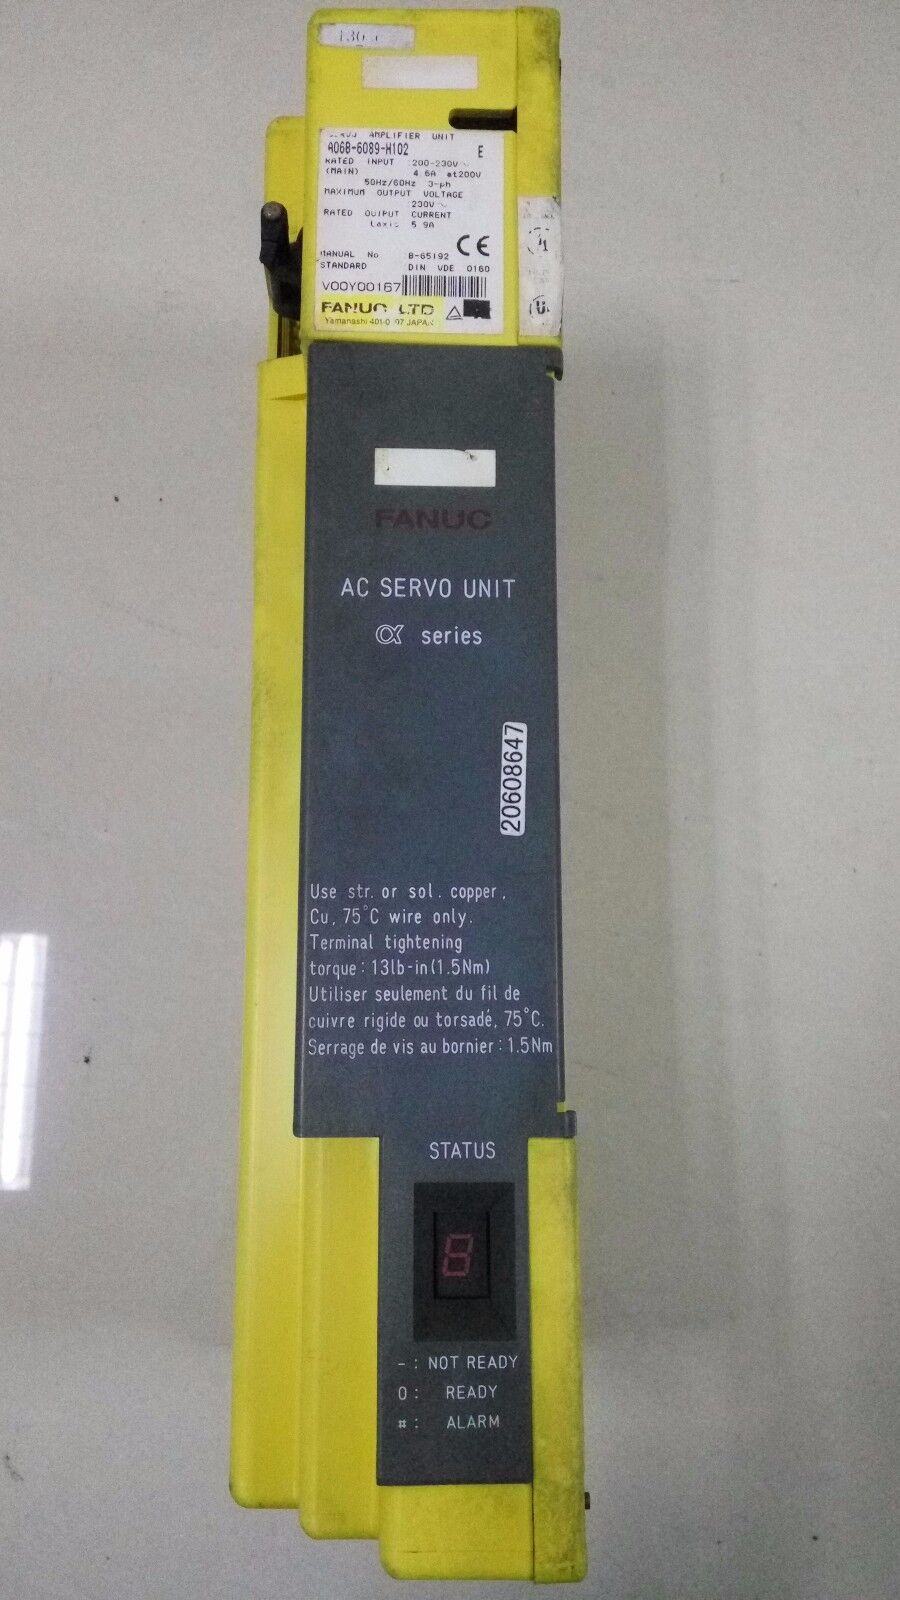 AMPLIFIER UNIT
A06B-6089-H102 E
RATED INPUT 200-230V~
(MAIN) 4.6A at200V
50Hz/60Hz 3-ph
MAXIMUM OUTPUT VOLTAGE
230V~
RATED OUTPUT CURRENT
5.9A
MANUAL No B-65192
STANDARD DIN VDE 0160
CE
V00Y00167
FANUC LTD
Yamanashi JAPAN
FANUC
AC SERVO UNIT
α series
20608647
Use str. or sol. copper,
Cu, 75°C wire only.
Terminal tightening
torque: 13lb-in(1.5Nm)
Utiliser seulement du fil de
cuivre rigide ou torsadé, 75°C.
Serrage de vis au bornier: 1.5Nm
STATUS
8
-: NOT READY
0: READY
#: ALARM